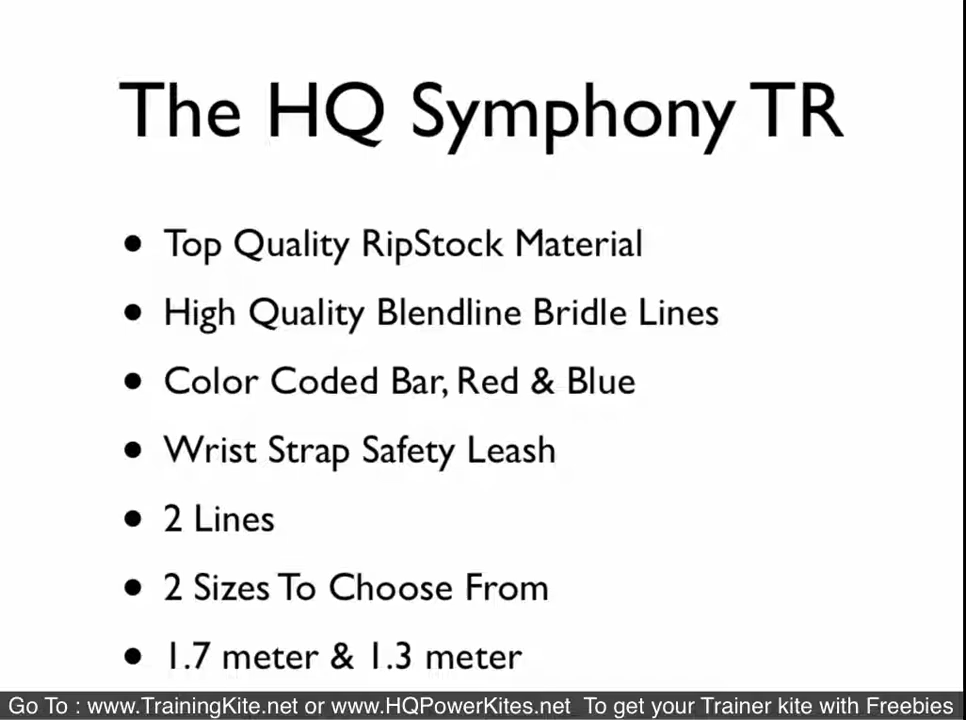 The HQ Symphony TR
• Top Quality RipStock Material
• High Quality Blendline Bridle Lines
• Color Coded Bar, Red & Blue
• Wrist Strap Safety Leash
• 2 Lines
• 2 Sizes To Choose From
• 1.7 meter & 1.3 meter
Go To : www.TrainingKite.net or www.HQPowerKites.net To get your Trainer kite with Freebies